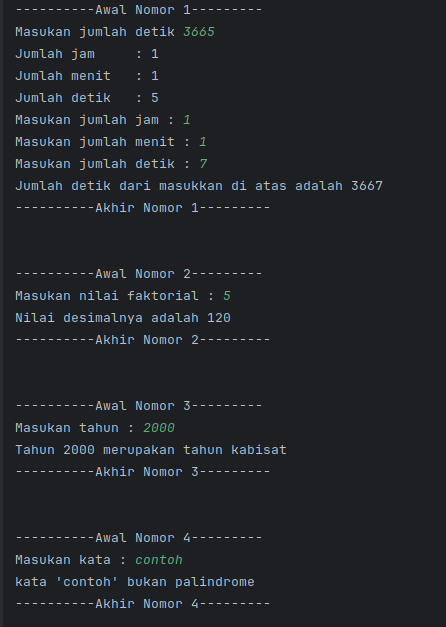 ----------Awal Nomor 1---------
Masukan jumlah detik 3665
Jumlah jam     : 1
Jumlah menit   : 1
Jumlah detik   : 5
Masukan jumlah jam : 1
Masukan jumlah menit : 1
Masukan jumlah detik : 7
Jumlah detik dari masukkan di atas adalah 3667
----------Akhir Nomor 1---------
----------Awal Nomor 2---------
Masukan nilai faktorial : 5
Nilai desimalnya adalah 120
----------Akhir Nomor 2---------
----------Awal Nomor 3---------
Masukan tahun : 2000
Tahun 2000 merupakan tahun kabisat
----------Akhir Nomor 3---------
----------Awal Nomor 4---------
Masukan kata : contoh
kata 'contoh' bukan palindrome
----------Akhir Nomor 4---------